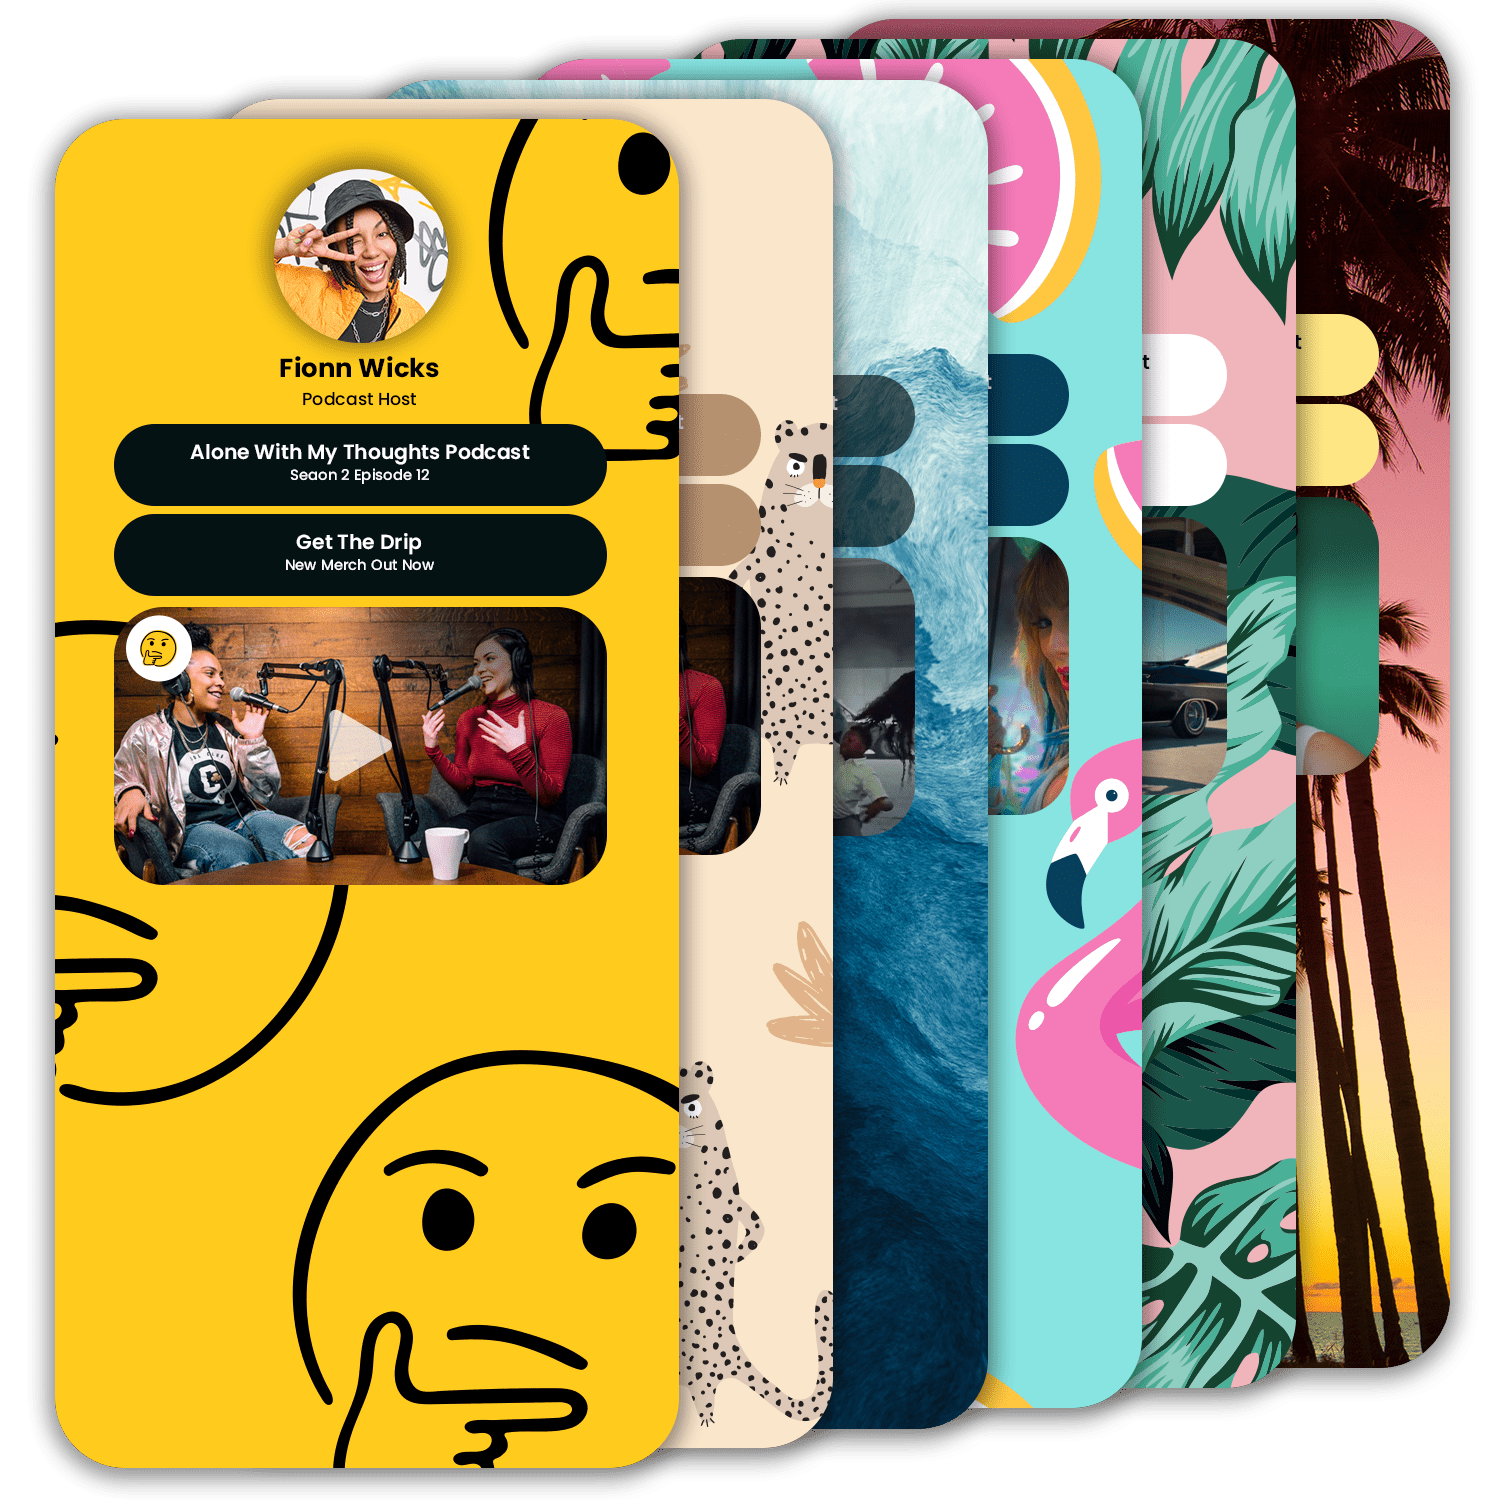 Fionn Wicks
Podcast Host
Alone With My Thoughts Podcast
Seaon 2 Episode 12
Get The Drip
New Merch Out Now
t
t
t
t
t